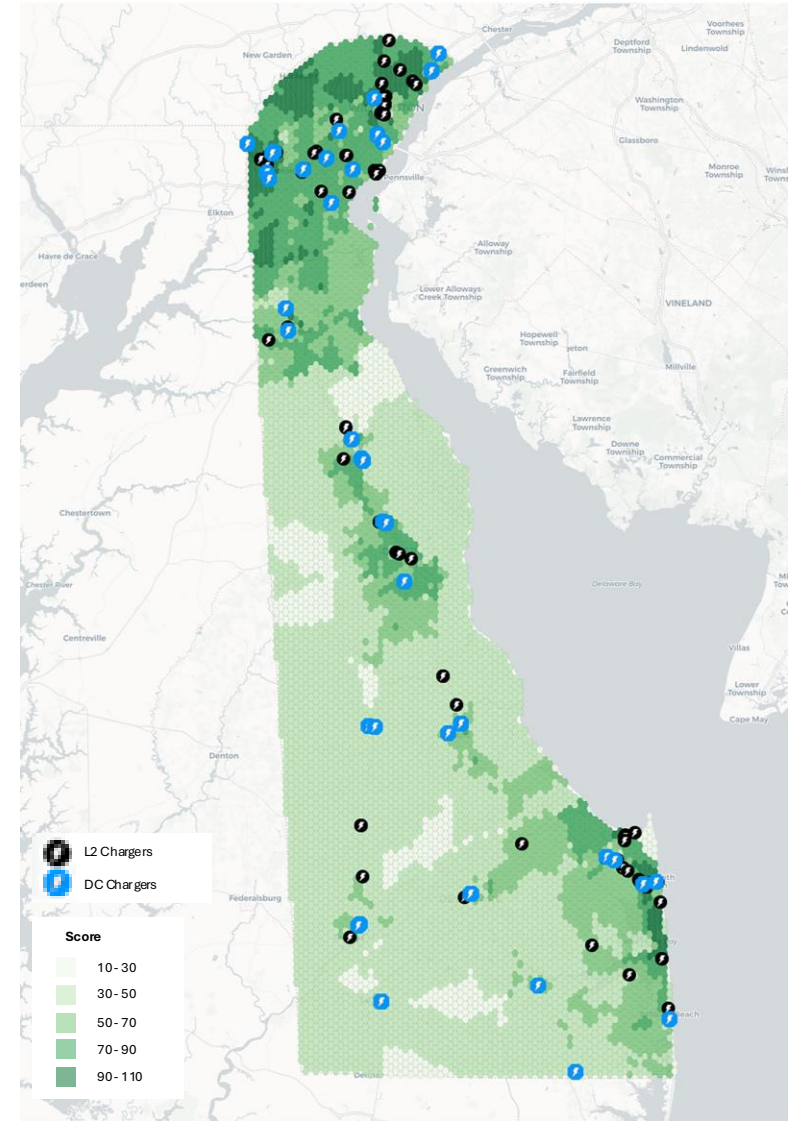 Chester
Voorhees
Township
Deptford
Township
Lindenwold
New Garden
Washington
Township
Glassboro
Monroe
Township
Pennsville
Elkton
Alloway
Township
Havre de Grace
Lower Alloways
Creek Township
VINELAND
Hopewell
Township
Millville
Greenwich
Township
Fairfield
Township
Lawrence
Township
Downe
Township
Commercial
Township
Chestertown
Chester River
Delaware Bay
Centreville
Villas
Lower
Township
Cape May
Denton
L2 Chargers
DC Chargers
Federalsburg
Score
10 - 30
30 - 50
50 - 70
70 - 90
90 - 110